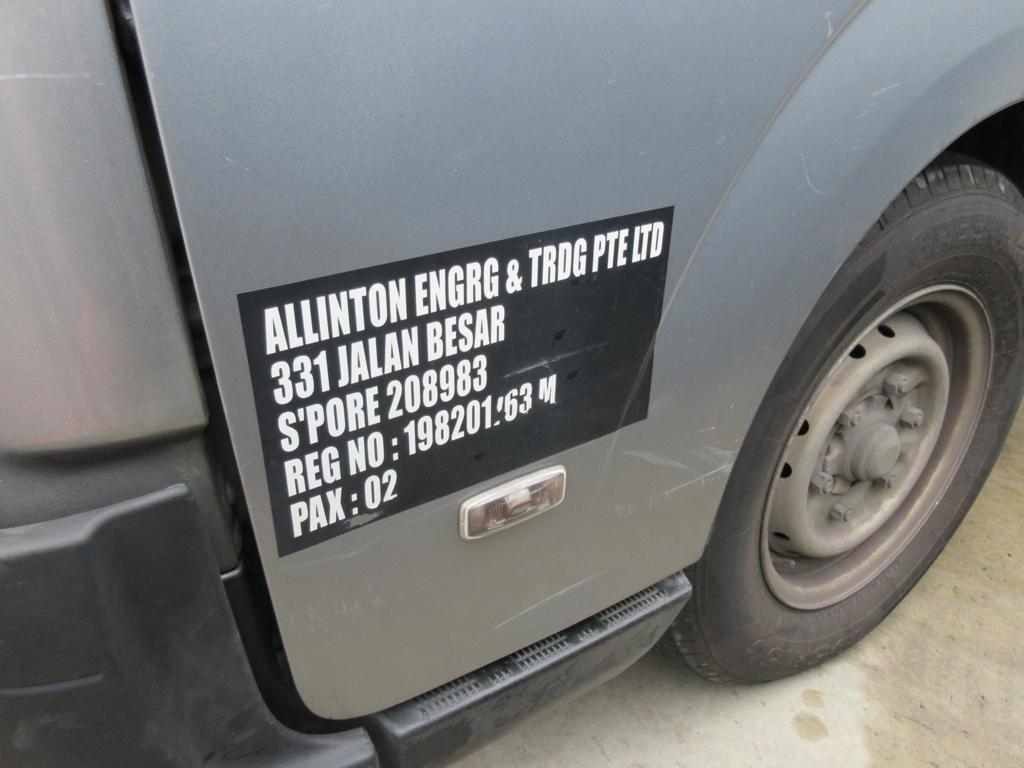 ALLINTON ENGRG & TRDG PTE LTD
331 JALAN BESAR
S'PORE 208983
REG NO : M
PAX : 02